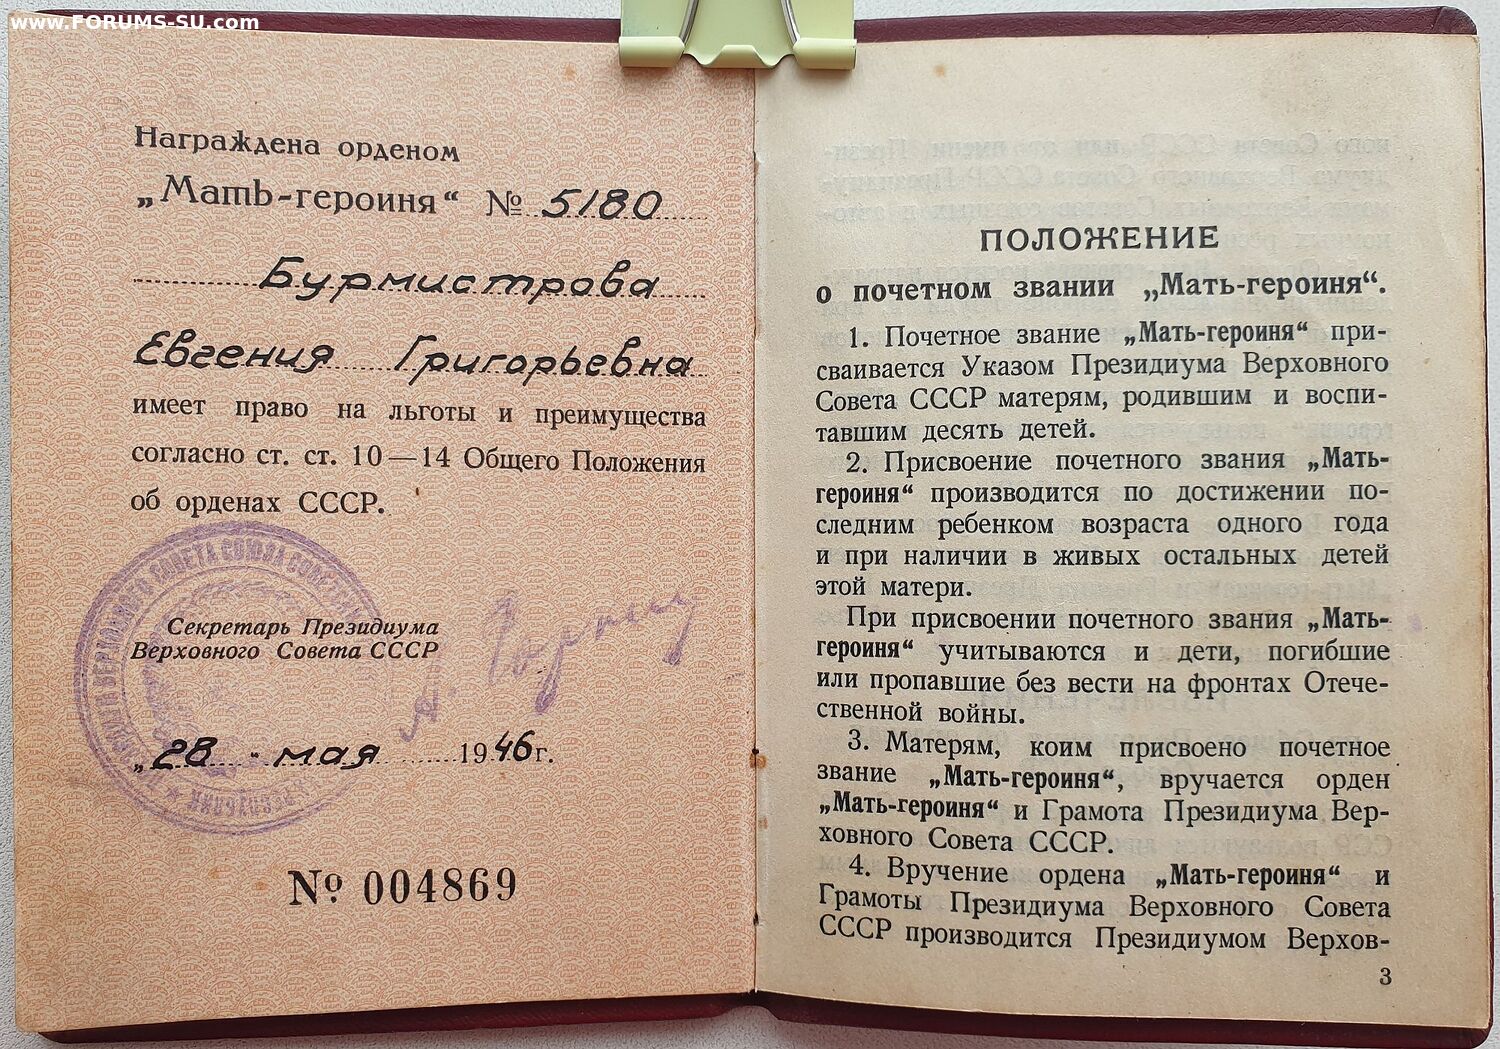 www.FORUMS-SU.com
Награждена орденом
„Мать-героиня“ № 5180
Бурмистрова
Евгения Григорьевна
имеет право на льготы и преимущества
согласно ст. ст. 10—14 Общего Положения
об орденах СССР.
Секретарь Президиума
Верховного Совета СССР
„28 - мая 1946 г.
№ 004869
ПОЛОЖЕНИЕ
о почетном звании „Мать-героиня“.
1. Почетное звание „Мать-героиня“ при-
сваивается Указом Президиума Верховного
Совета СССР матерям, родившим и воспи-
тавшим десять детей.
2. Присвоение почетного звания „Мать-
героиня“ производится по достижении по-
следним ребенком возраста одного года
и при наличии в живых остальных детей
этой матери.
При присвоении почетного звания „Мать-
героиня“ учитываются и дети, погибшие
или пропавшие без вести на фронтах Отече-
ственной войны.
3. Матерям, коим присвоено почетное
звание „Мать-героиня“, вручается орден
„Мать-героиня“ и Грамота Президиума Вер-
ховного Совета СССР.
4. Вручение ордена „Мать-героиня“ и
Грамоты Президиума Верховного Совета
СССР производится Президиумом Верхов-
3